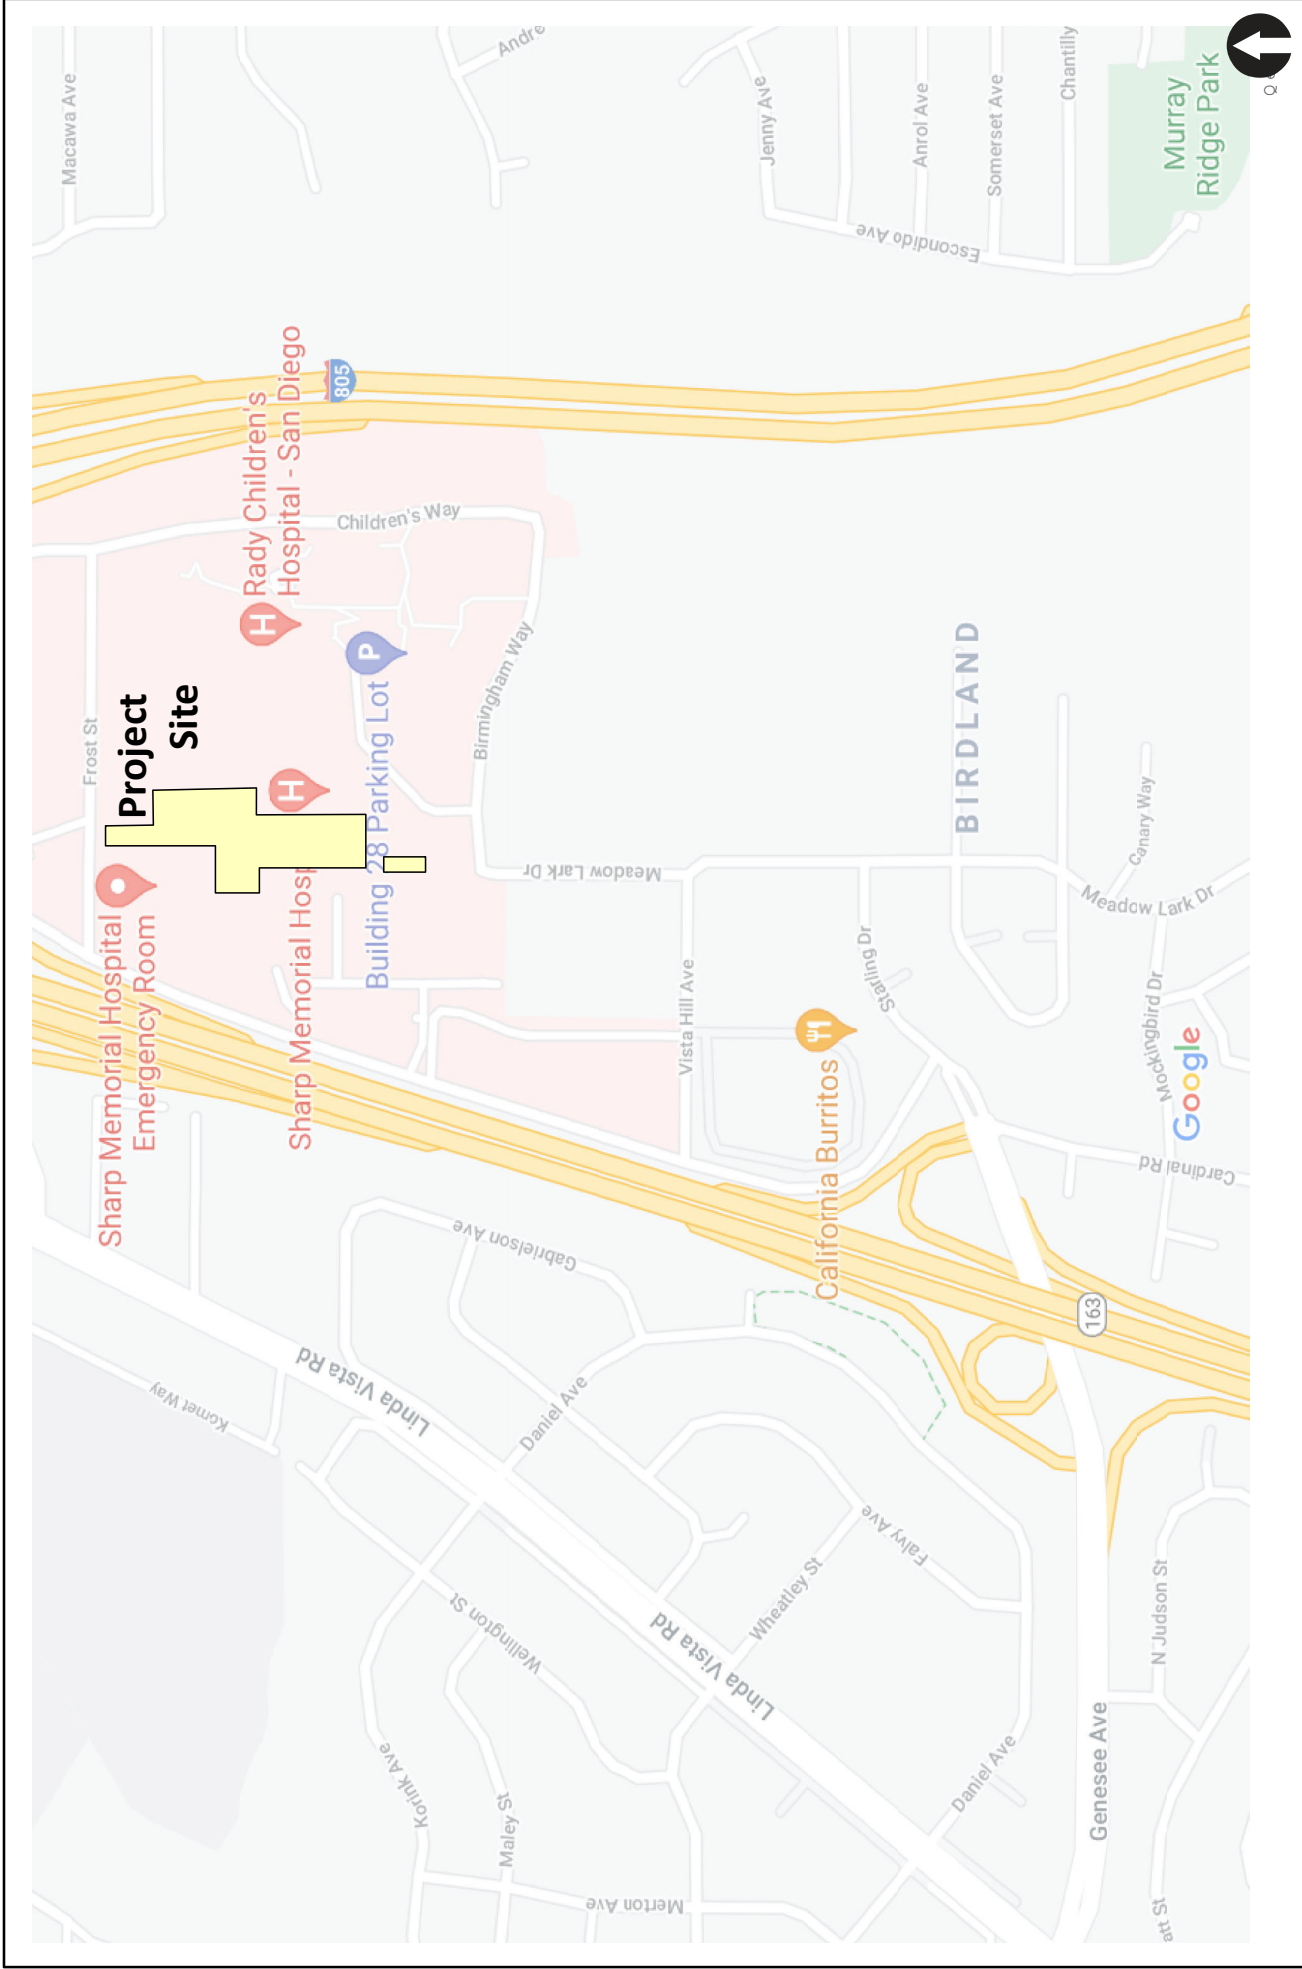 Macawa Ave
Andre
Jenny Ave
Anrol Ave
Somerset Ave
Chantilly
Murray
Ridge Park
Escondido Ave
805
Rady Children's
Hospital - San Diego
H
Children's Way
Frost St
Project
Site
P
Building 28 Parking Lot
Birmingham Way
BIRDLAND
H
Sharp Memorial Hosp
Sharp Memorial Hospital
Emergency Room
Meadow Lark Dr
Canary Way
Meadow Lark Dr
Vista Hill Ave
Starling Dr
Mockingbird Dr
California Burritos
Google
Cardinal Rd
Gabrielson Ave
163
Linda Vista Rd
Komet Way
Daniel Ave
Falvy Ave
Wheatley St
Wellington St
Linda Vista Rd
N Judson St
Korink Ave
Maley St
Daniel Ave
Genesee Ave
Merton Ave
att St